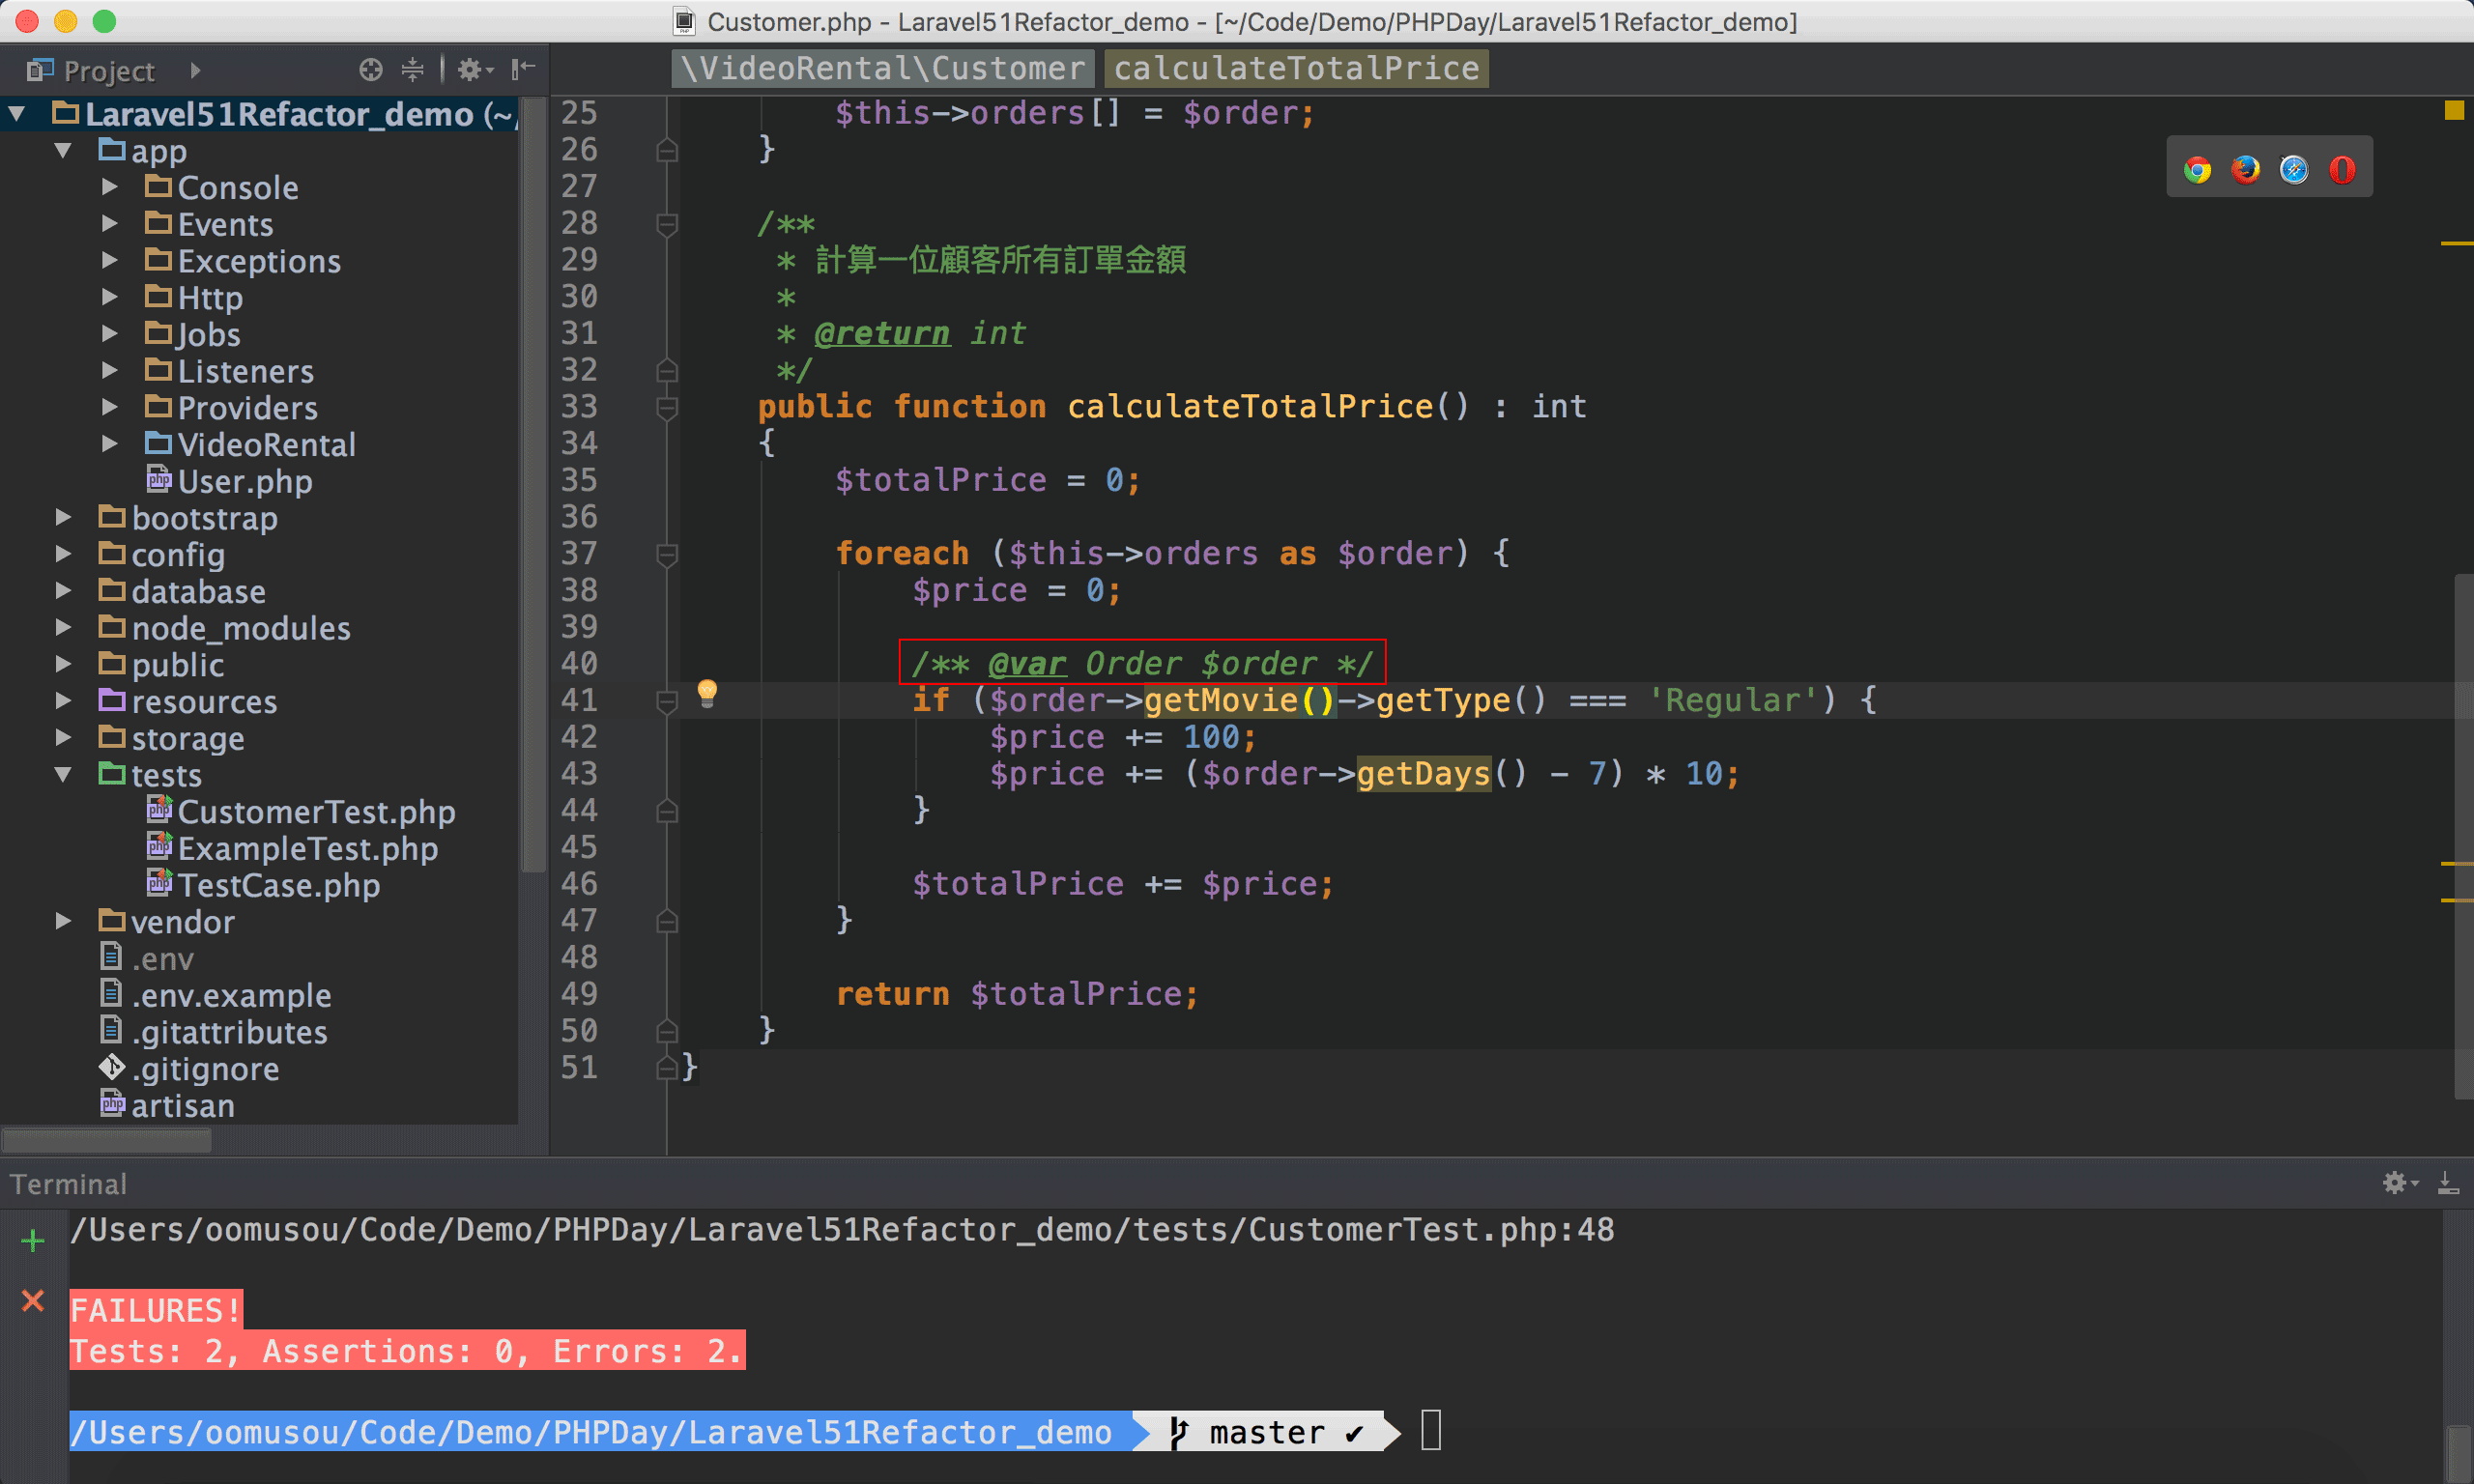 Customer.php - Laravel51Refactor_demo - [~/Code/Demo/PHPDay/Laravel51Refactor_demo]
Project
\VideoRental\Customer calculateTotalPrice
Laravel51Refactor_demo (~/
app
Console
Events
Exceptions
Http
Jobs
Listeners
Providers
VideoRental
User.php
bootstrap
config
database
node_modules
public
resources
storage
tests
CustomerTest.php
ExampleTest.php
TestCase.php
vendor
.env
.env.example
.gitattributes
.gitignore
artisan
25 $this->orders[] = $order;
26 }
27
28 /**
29 * 計算一位顧客所有訂單金額
30 *
31 * @return int
32 */
33 public function calculateTotalPrice() : int
34 {
35 $totalPrice = 0;
36
37 foreach ($this->orders as $order) {
38 $price = 0;
39
40 /** @var Order $order */
41 if ($order->getMovie()->getType() === 'Regular') {
42 $price += 100;
43 $price += ($order->getDays() - 7) * 10;
44 }
45
46 $totalPrice += $price;
47 }
48
49 return $totalPrice;
50 }
51 }
Terminal
/Users/oomusou/Code/Demo/PHPDay/Laravel51Refactor_demo/tests/CustomerTest.php:48
FAILURES!
Tests: 2, Assertions: 0, Errors: 2.
/Users/oomusou/Code/Demo/PHPDay/Laravel51Refactor_demo master ✔